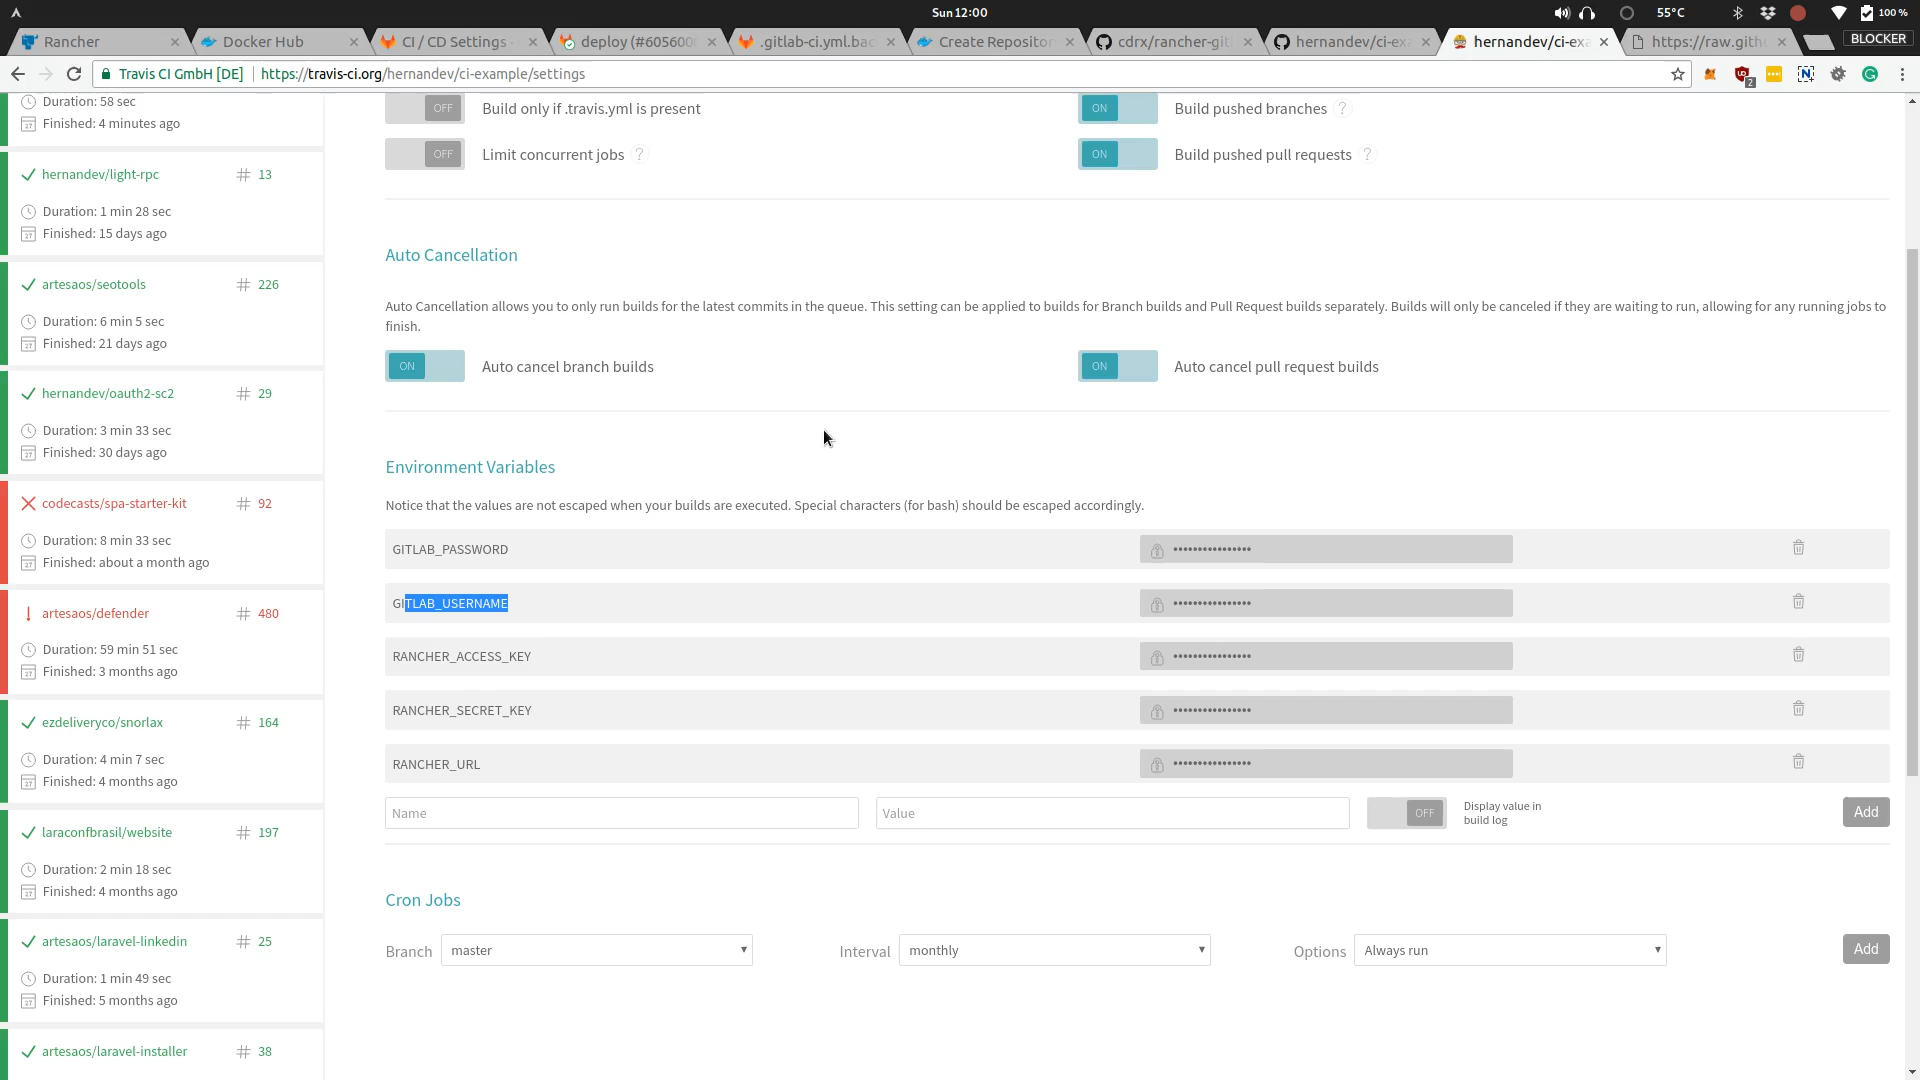 Sun 12:00
55°C
100 %
Rancher
Docker Hub
CI / CD Settings ·
deploy (#6056000
.gitlab-ci.yml.bac
Create Repositor
cdrx/rancher-git
hernandev/ci-exa
hernandev/ci-exa
https://raw.gith
BLOCKER
Travis CI GmbH [DE]
https://travis-ci.org/hernandev/ci-example/settings
2
Duration: 58 sec
Finished: 4 minutes ago
hernandev/light-rpc # 13
Duration: 1 min 28 sec
Finished: 15 days ago
artesaos/seotools # 226
Duration: 6 min 5 sec
Finished: 21 days ago
hernandev/oauth2-sc2 # 29
Duration: 3 min 33 sec
Finished: 30 days ago
codecasts/spa-starter-kit # 92
Duration: 8 min 33 sec
Finished: about a month ago
artesaos/defender # 480
Duration: 59 min 51 sec
Finished: 3 months ago
ezdeliveryco/snorlax # 164
Duration: 4 min 7 sec
Finished: 4 months ago
laraconfbrasil/website # 197
Duration: 2 min 18 sec
Finished: 4 months ago
artesaos/laravel-linkedin # 25
Duration: 1 min 49 sec
Finished: 5 months ago
artesaos/laravel-installer # 38
OFF Build only if .travis.yml is present
ON Build pushed branches ?
OFF Limit concurrent jobs ?
ON Build pushed pull requests ?
Auto Cancellation
Auto Cancellation allows you to only run builds for the latest commits in the queue. This setting can be applied to builds for Branch builds and Pull Request builds separately. Builds will only be canceled if they are waiting to run, allowing for any running jobs to
finish.
ON Auto cancel branch builds
ON Auto cancel pull request builds
Environment Variables
Notice that the values are not escaped when your builds are executed. Special characters (for bash) should be escaped accordingly.
GITLAB_PASSWORD ••••••••••••••••
GITLAB_USERNAME ••••••••••••••••
RANCHER_ACCESS_KEY ••••••••••••••••
RANCHER_SECRET_KEY ••••••••••••••••
RANCHER_URL ••••••••••••••••
Name
Value
OFF
Display value in
build log
Add
Cron Jobs
Branch master
Interval monthly
Options Always run
Add